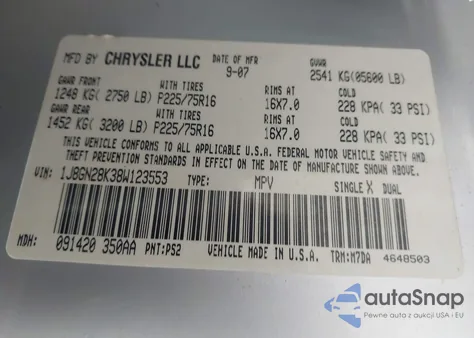 MFD BY CHRYSLER LLC DATE OF MFR GVWR
9-07 2541 KG(05600 LB)
GAWR FRONT WITH TIRES RIMS AT COLD
1248 KG( 2750 LB) P225/75R16 16X7.0 228 KPA( 33 PSI)
GAWR REAR WITH TIRES RIMS AT COLD
1452 KG( 3200 LB) P225/75R16 16X7.0 228 KPA( 33 PSI)
THIS VEHICLE CONFORMS TO ALL APPLICABLE U.S.A. FEDERAL MOTOR VEHICLE SAFETY AND
THEFT PREVENTION STANDARDS IN EFFECT ON THE DATE OF MANUFACTURE SHOWN ABOVE.
VIN: 1J8GN28K38W123553 TYPE: MPV SINGLE X DUAL
MDH: 091420 350AA PNT:PS2 VEHICLE MADE IN U.S.A. TRM:M7DA 4648503
autoSnap
Pewne auta z aukcji USA i EU